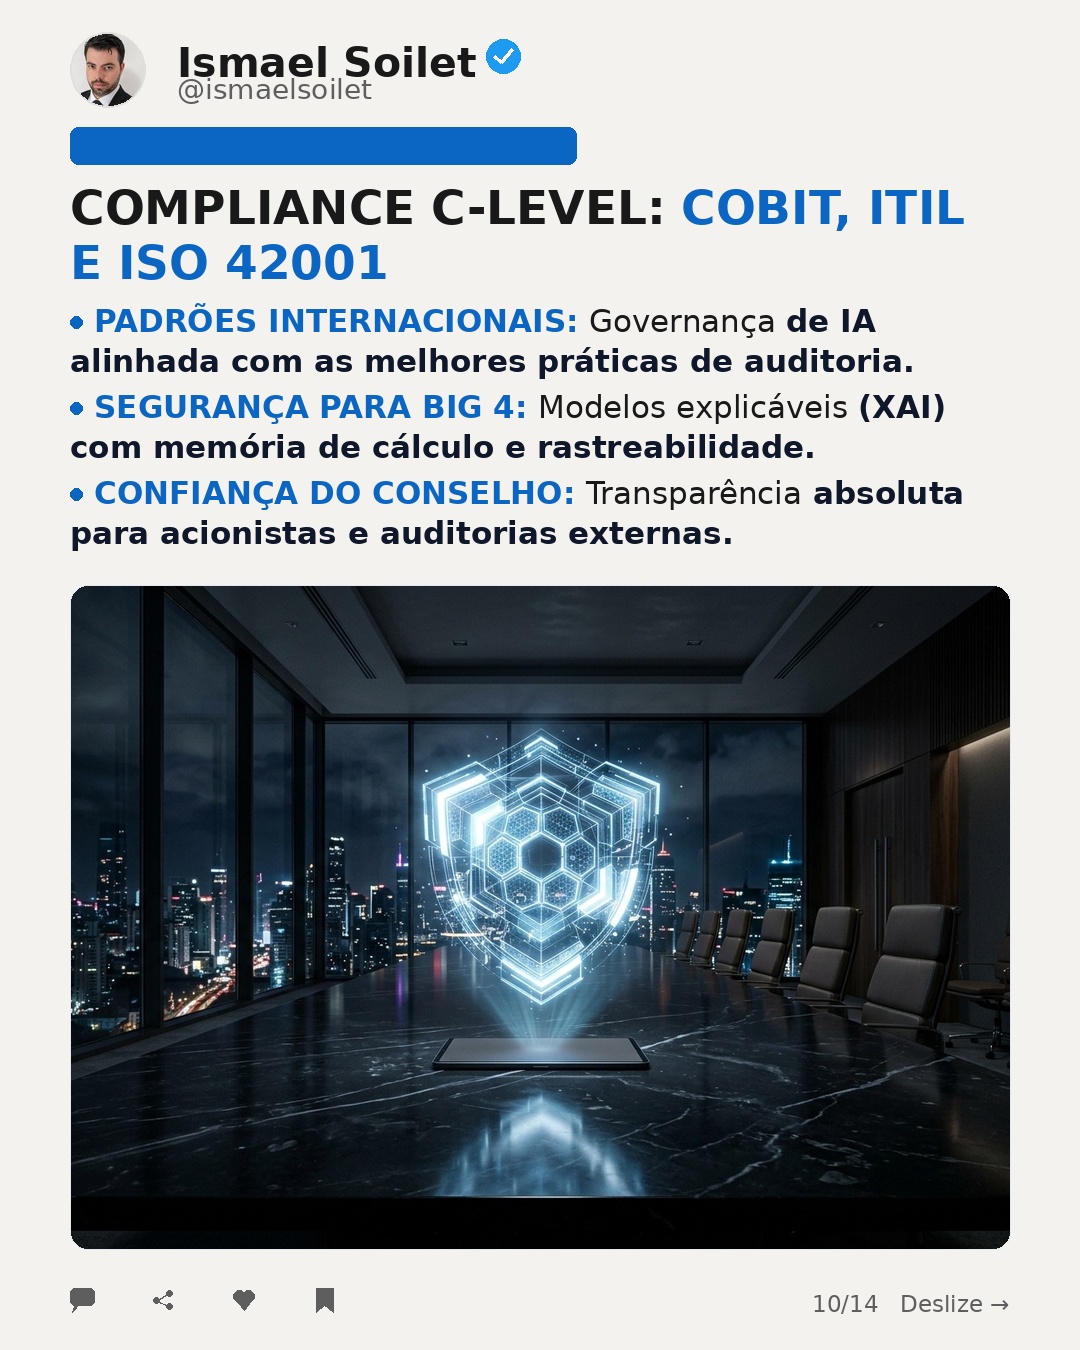 Ismael Soilet
@ismaelsoilet
COMPLIANCE C-LEVEL: COBIT, ITIL
E ISO 42001
• PADRÕES INTERNACIONAIS: Governança de IA
alinhada com as melhores práticas de auditoria.
• SEGURANÇA PARA BIG 4: Modelos explicáveis (XAI)
com memória de cálculo e rastreabilidade.
• CONFIANÇA DO CONSELHO: Transparência absoluta
para acionistas e auditorias externas.
10/14 Deslize →